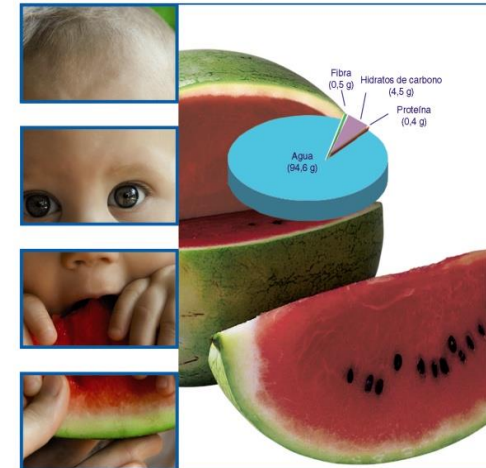 Fibra
(0,5 g)
Hidratos de carbono
(4,5 g)
Proteína
(0,4 g)
Agua
(94,6 g)